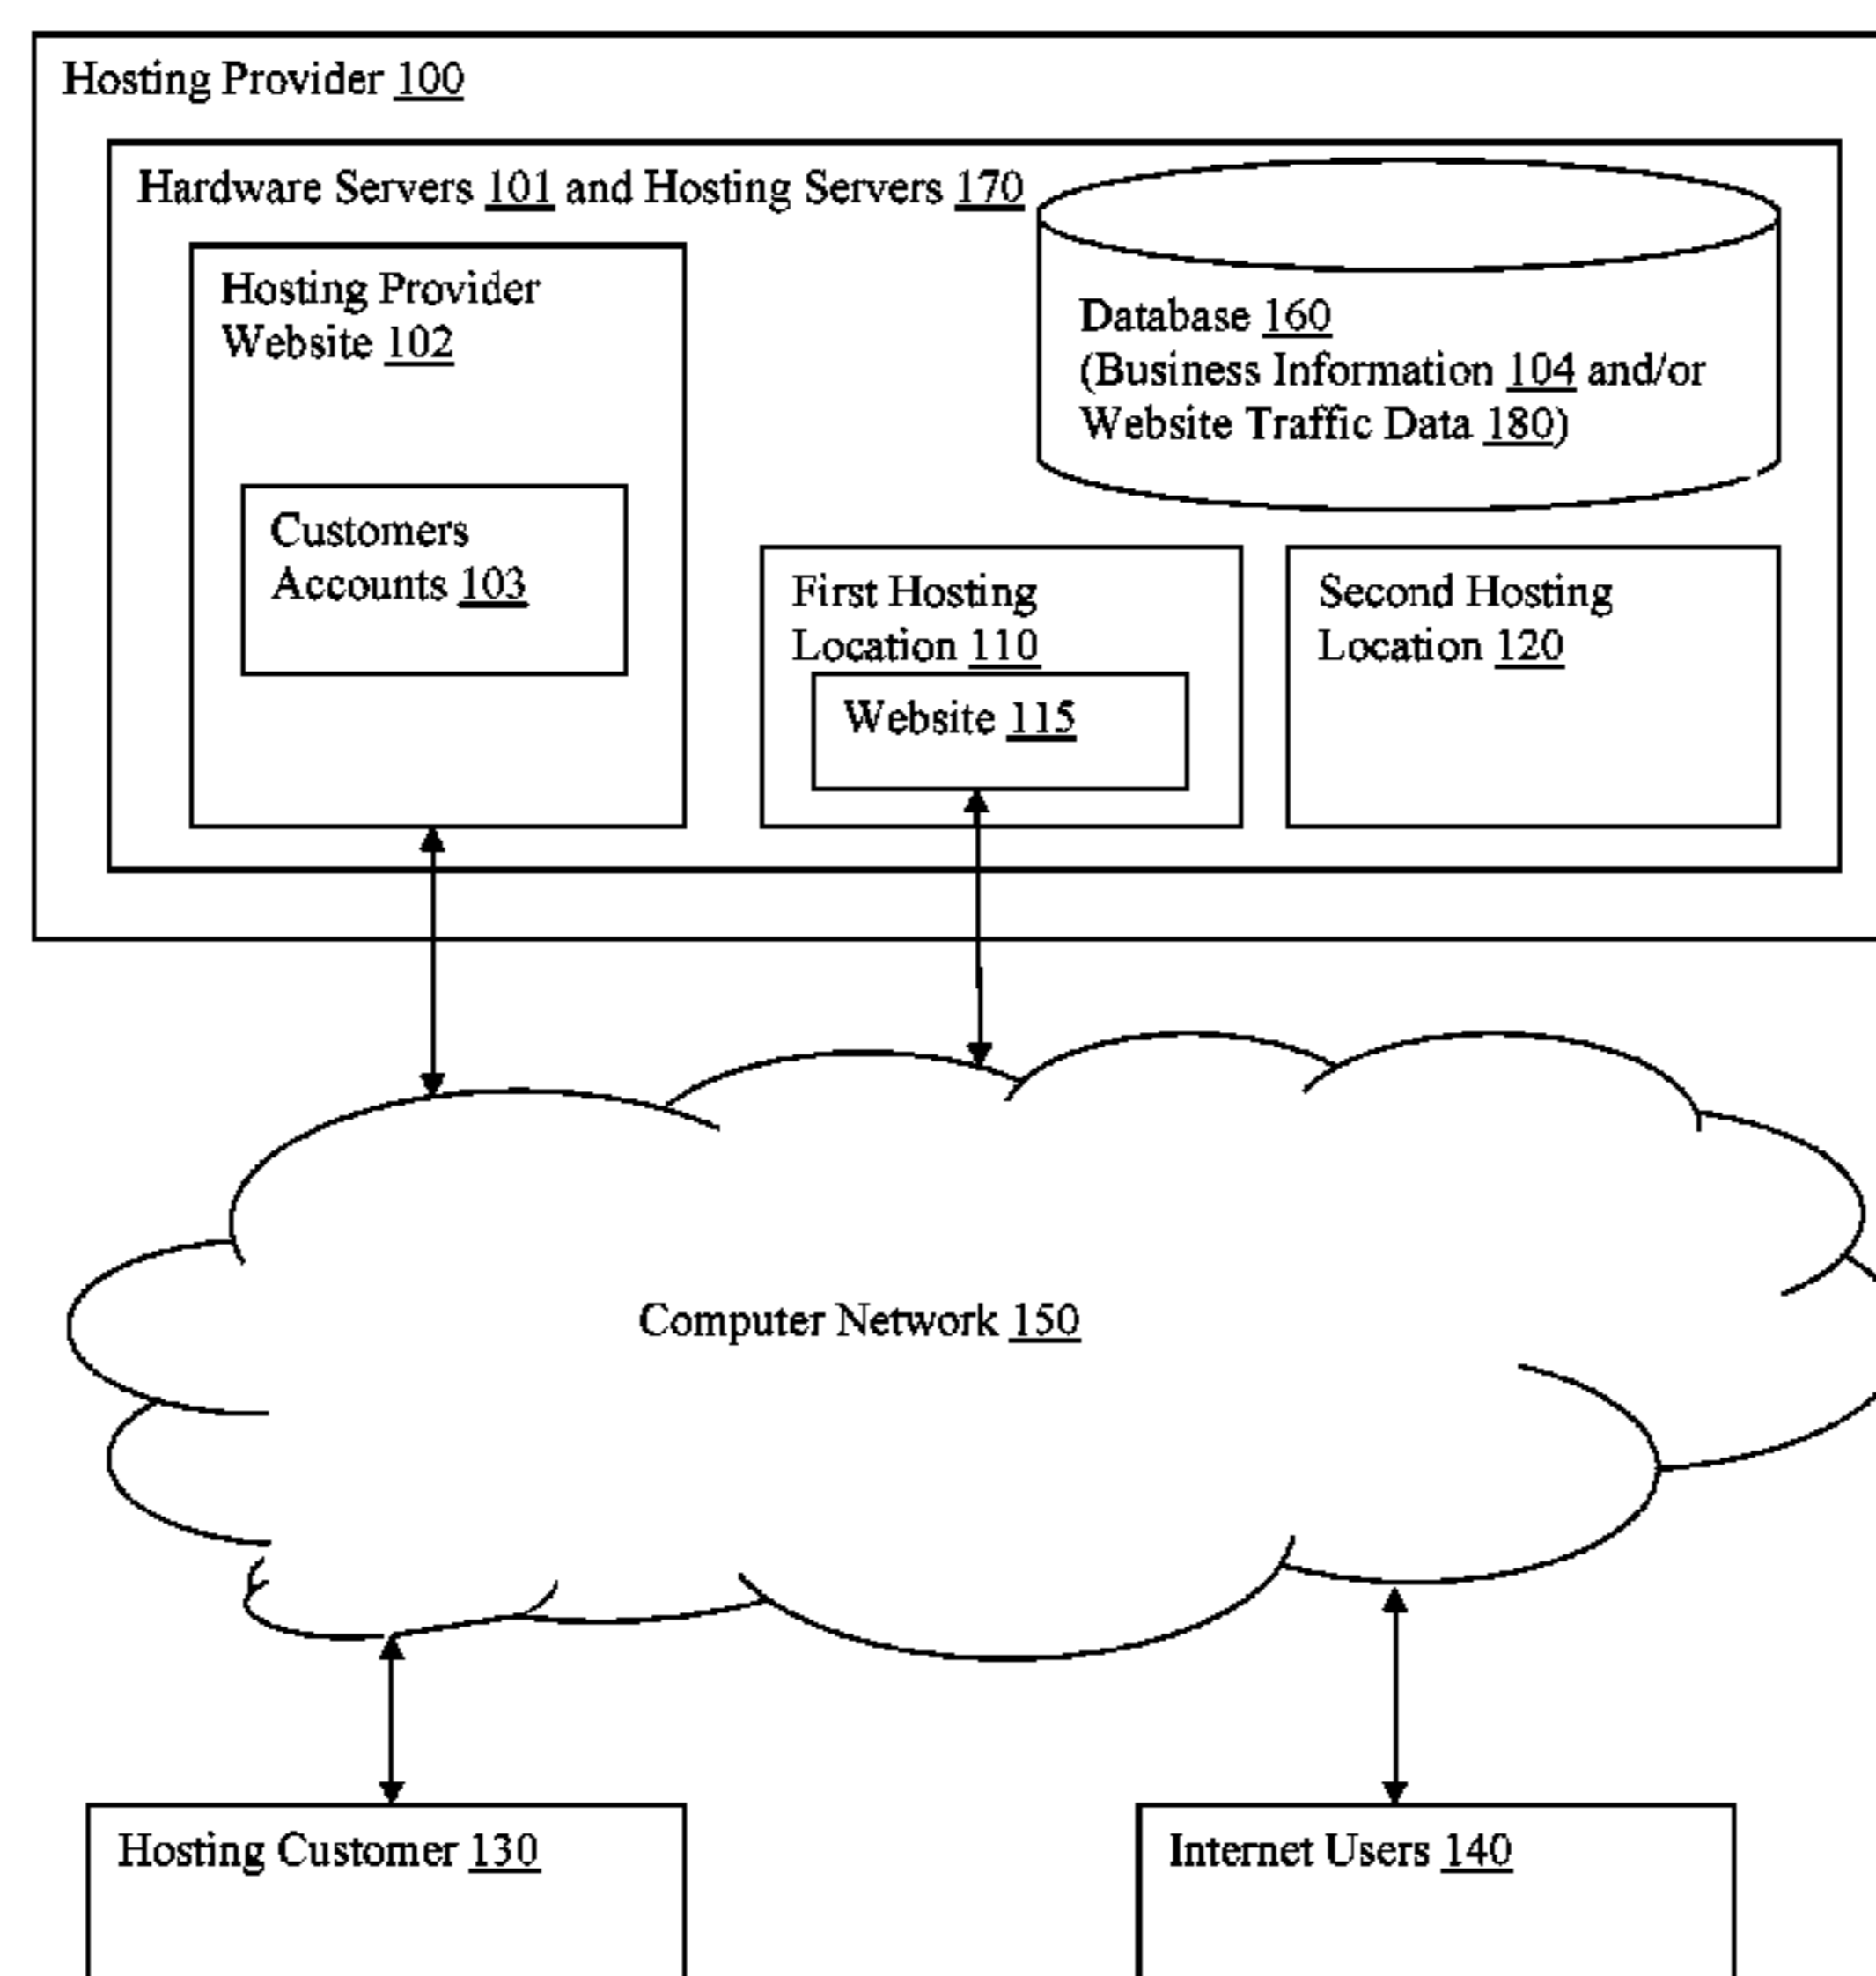 Hosting Provider 100
Hardware Servers 101 and Hosting Servers 170
Hosting Provider
Website 102
Customers
Accounts 103
Database 160
(Business Information 104 and/or
Website Traffic Data 180)
First Hosting
Location 110
Website 115
Second Hosting
Location 120
Computer Network 150
Hosting Customer 130
Internet Users 140